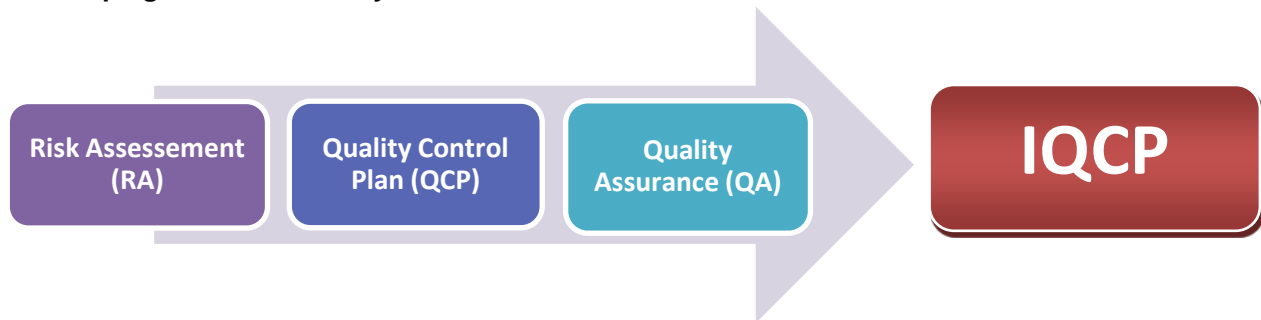 Risk Assessement
(RA)
Quality Control
Plan (QCP)
Quality
Assurance (QA)
IQCP